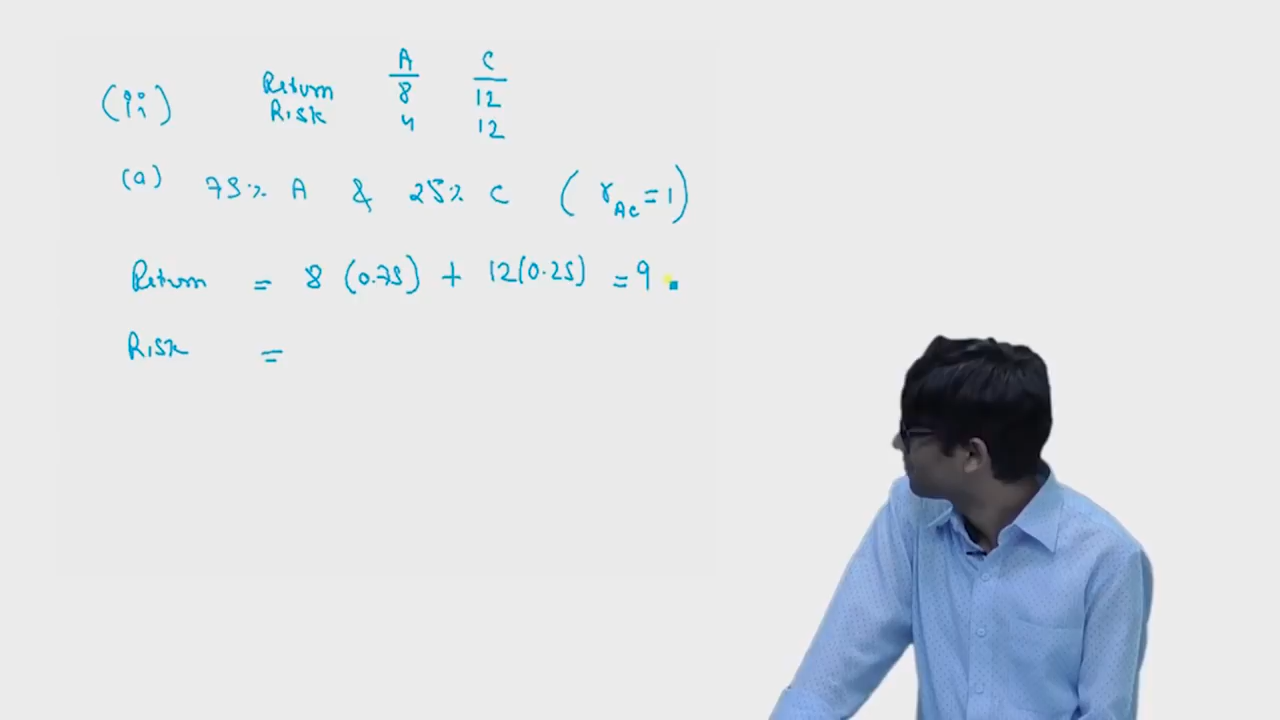 A C
(ii) Return 8 12
Risk 4 12
(a) 75% A & 25% C ( r_AC = 1 )
Return = 8 (0.75) + 12(0.25) = 9
Risk =